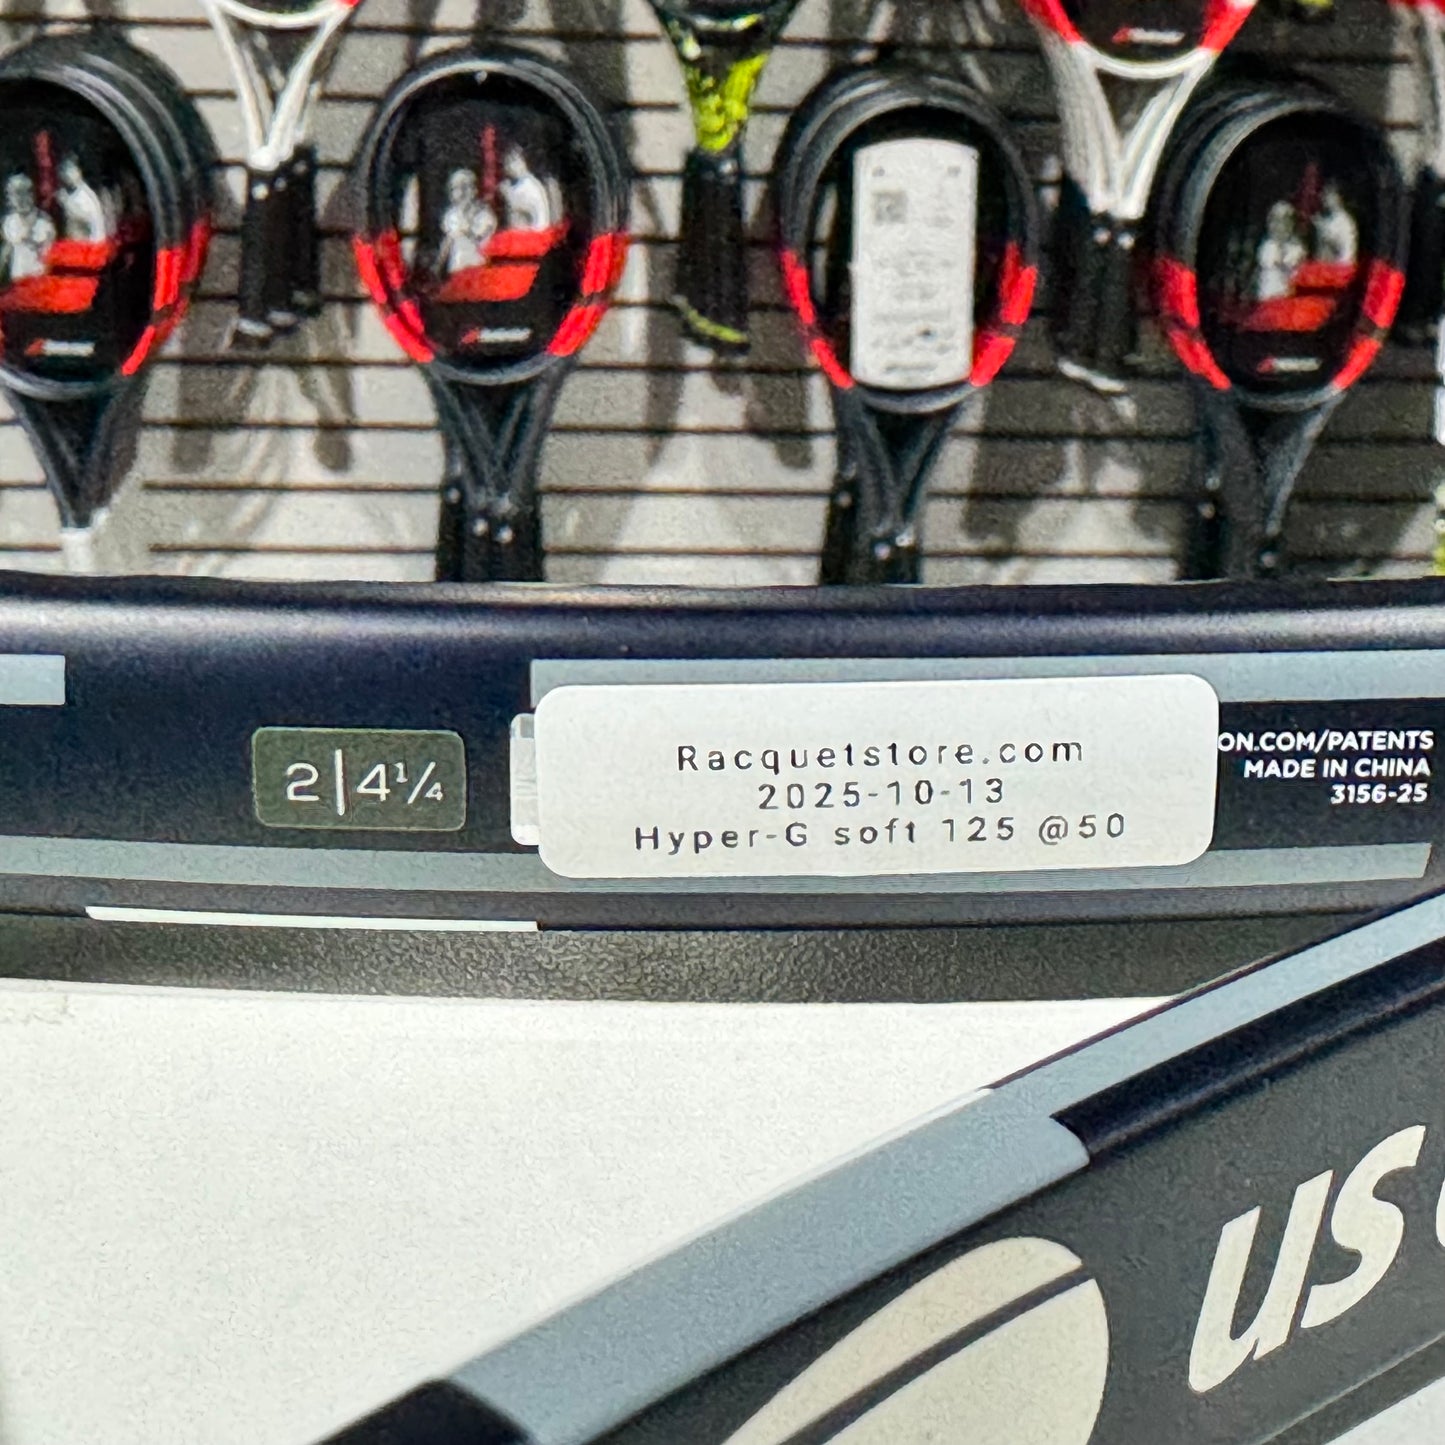 2|4¹/₄
Racquetstore.com
2025-10-13
Hyper-G soft 125 @50
ON.COM/PATENTS
MADE IN CHINA
3156-25
us